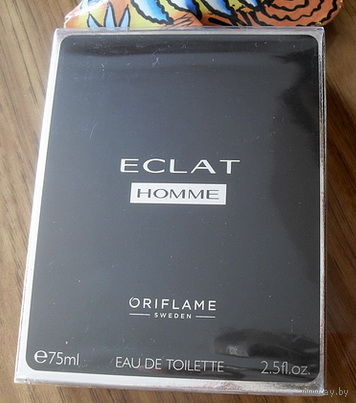 ECLAT
HOMME
ORIFLAME
SWEDEN
℮75ml EAU DE TOILETTE 2.5fl.oz.